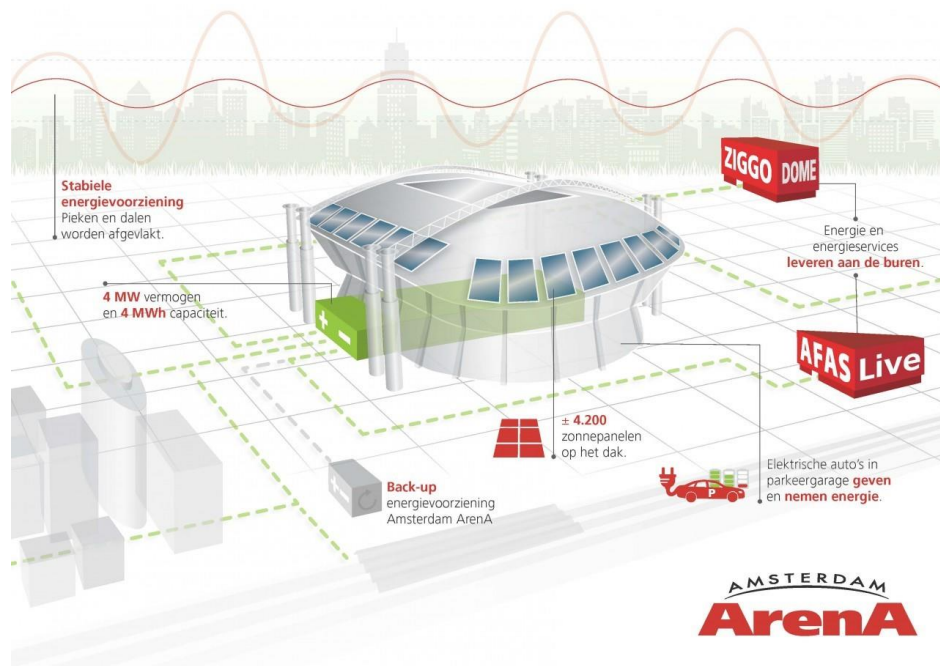 Stabiele
energievoorziening
Pieken en dalen
worden afgevlakt.
ZIGGO DOME
Energie en
energieservices
leveren aan de buren.
4 MW vermogen
en 4 MWh capaciteit.
+ -
AFAS Live
± 4.200
zonnepanelen
op het dak.
Elektrische auto's in
parkeergarage geven
en nemen energie.
P
Back-up
energievoorziening
Amsterdam ArenA
+ -
AMSTERDAM
ArenA